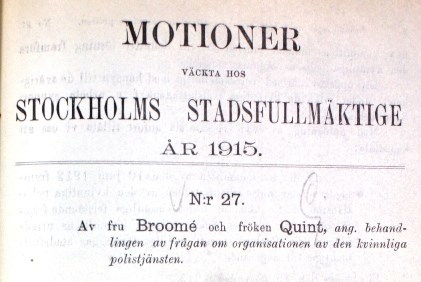 MOTIONER
VÄCKTA HOS
STOCKHOLMS STADSFULLMÄKTIGE
ÅR 1915.
N:r 27.
Av fru Broomé och fröken Quint, ang. behand-
lingen av frågan om organisationen av den kvinnliga
polistjänsten.